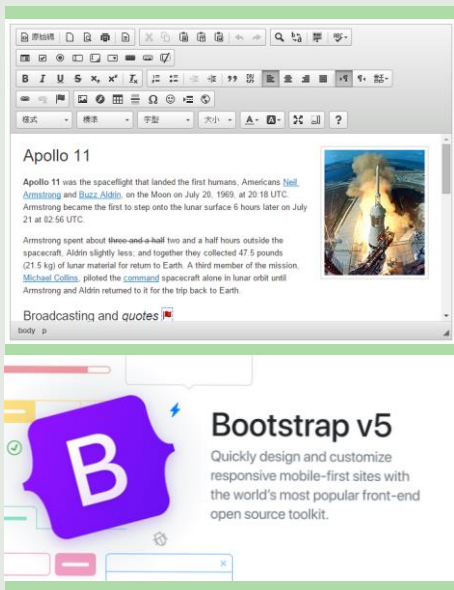 原始碼
B I U S x₂ x² Iₓ
樣式 標準 字型 大小 A A ?
Apollo 11
Apollo 11 was the spaceflight that landed the first humans, Americans Neil
Armstrong and Buzz Aldrin, on the Moon on July 20, 1969, at 20:18 UTC.
Armstrong became the first to step onto the lunar surface 6 hours later on July
21 at 02:56 UTC.
Armstrong spent about three and a half two and a half hours outside the
spacecraft, Aldrin slightly less; and together they collected 47.5 pounds
(21.5 kg) of lunar material for return to Earth. A third member of the mission,
Michael Collins, piloted the command spacecraft alone in lunar orbit until
Armstrong and Aldrin returned to it for the trip back to Earth.
Broadcasting and quotes
body p
B
Bootstrap v5
Quickly design and customize
responsive mobile-first sites with
the world's most popular front-end
open source toolkit.